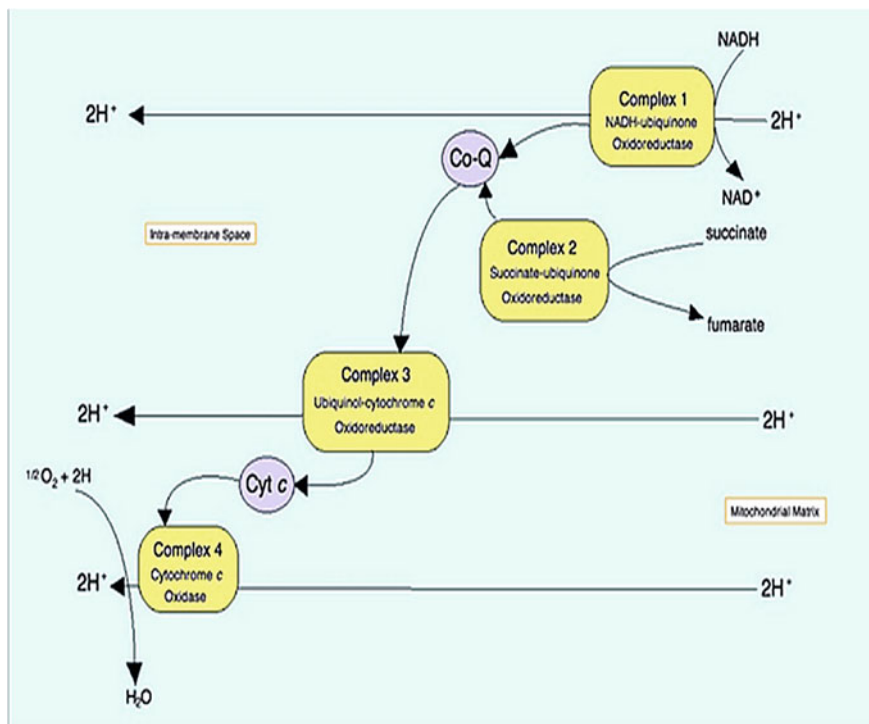 NADH
Complex 1
NADH-ubiquinone
Oxidoreductase
2H⁺
2H⁺
Co-Q
NAD⁺
Intra-membrane Space
Complex 2
Succinate-ubiquinone
Oxidoreductase
succinate
fumarate
Complex 3
Ubiquinol-cytochrome c
Oxidoreductase
2H⁺
2H⁺
1/2O₂ + 2H
Cyt c
Mitochondrial Matrix
Complex 4
Cytochrome c
Oxidase
2H⁺
2H⁺
H₂O